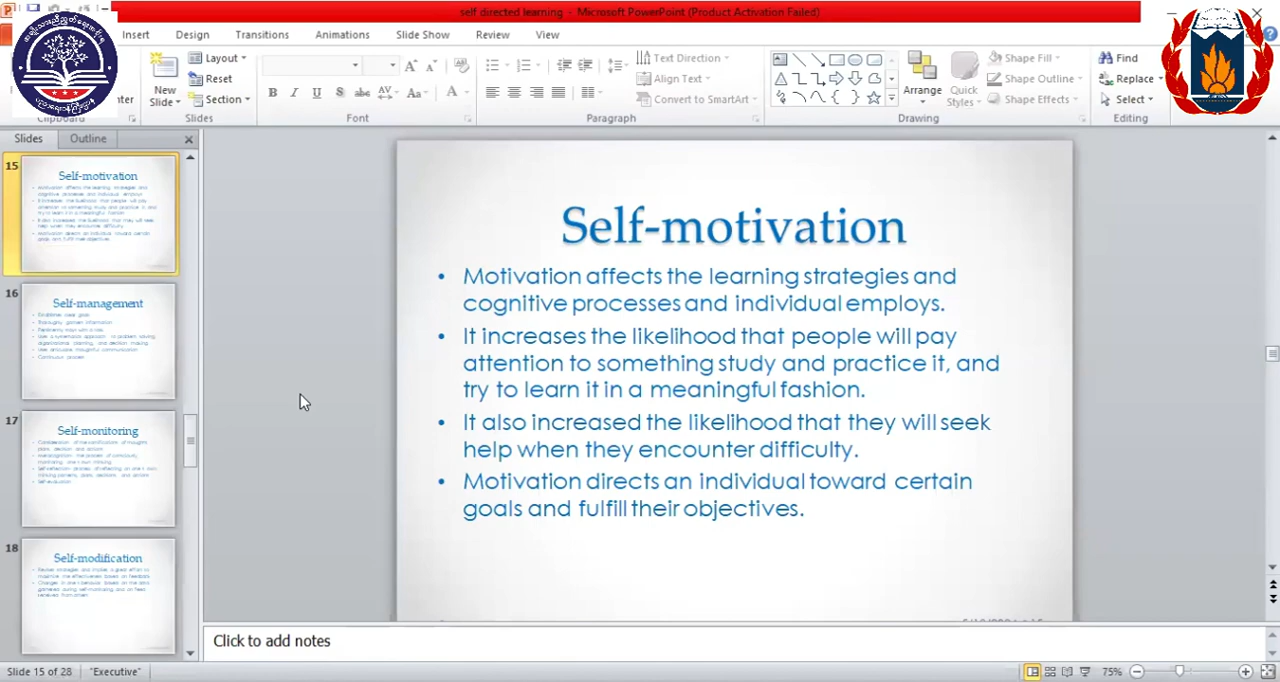 self directed learning - Microsoft PowerPoint (Product Activation Failed)
Insert Design Transitions Animations Slide Show Review View
Layout
Reset
Section
New
Slide
Text Direction
Align Text
Convert to SmartArt
Arrange
Quick
Styles
Shape Fill
Shape Outline
Shape Effects
Find
Replace
Select
Clipboard Slides Font Paragraph Drawing Editing
Slides Outline
15
Self-motivation
16
Self-management
17
Self-monitoring
18
Self-modification
Self-motivation
• Motivation affects the learning strategies and
cognitive processes and individual employs.
• It increases the likelihood that people will pay
attention to something study and practice it, and
try to learn it in a meaningful fashion.
• It also increased the likelihood that they will seek
help when they encounter difficulty.
• Motivation directs an individual toward certain
goals and fulfill their objectives.
Click to add notes
Slide 15 of 28 "Executive" 75%